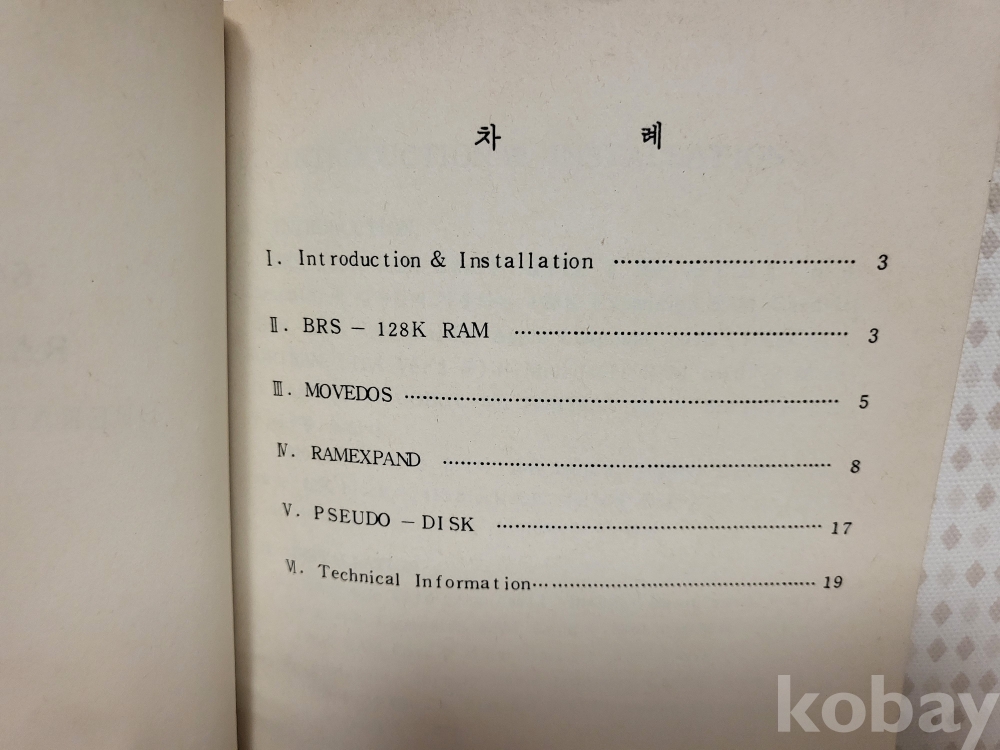 차 례
I. Introduction & Installation ........................................ 3
Ⅱ. BRS - 128K RAM ........................................ 3
Ⅲ. MOVEDOS ........................................ 5
Ⅳ. RAMEXPAND ........................................ 8
V. PSEUDO - DISK ........................................ 17
Ⅵ. Technical Information ........................................ 19
kobay